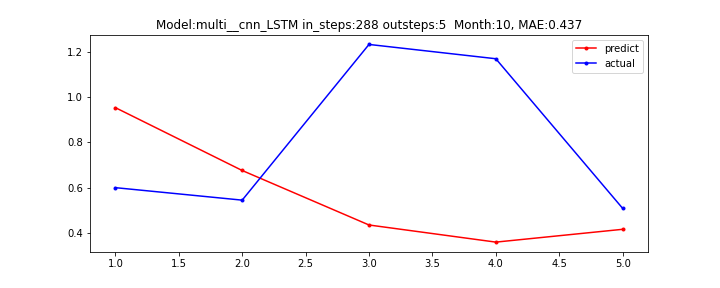 Model:multi__cnn_LSTM in_steps:288 outsteps:5  Month:10, MAE:0.437
predict
actual
1.2
1.0
0.8
0.6
0.4
1.0 1.5 2.0 2.5 3.0 3.5 4.0 4.5 5.0